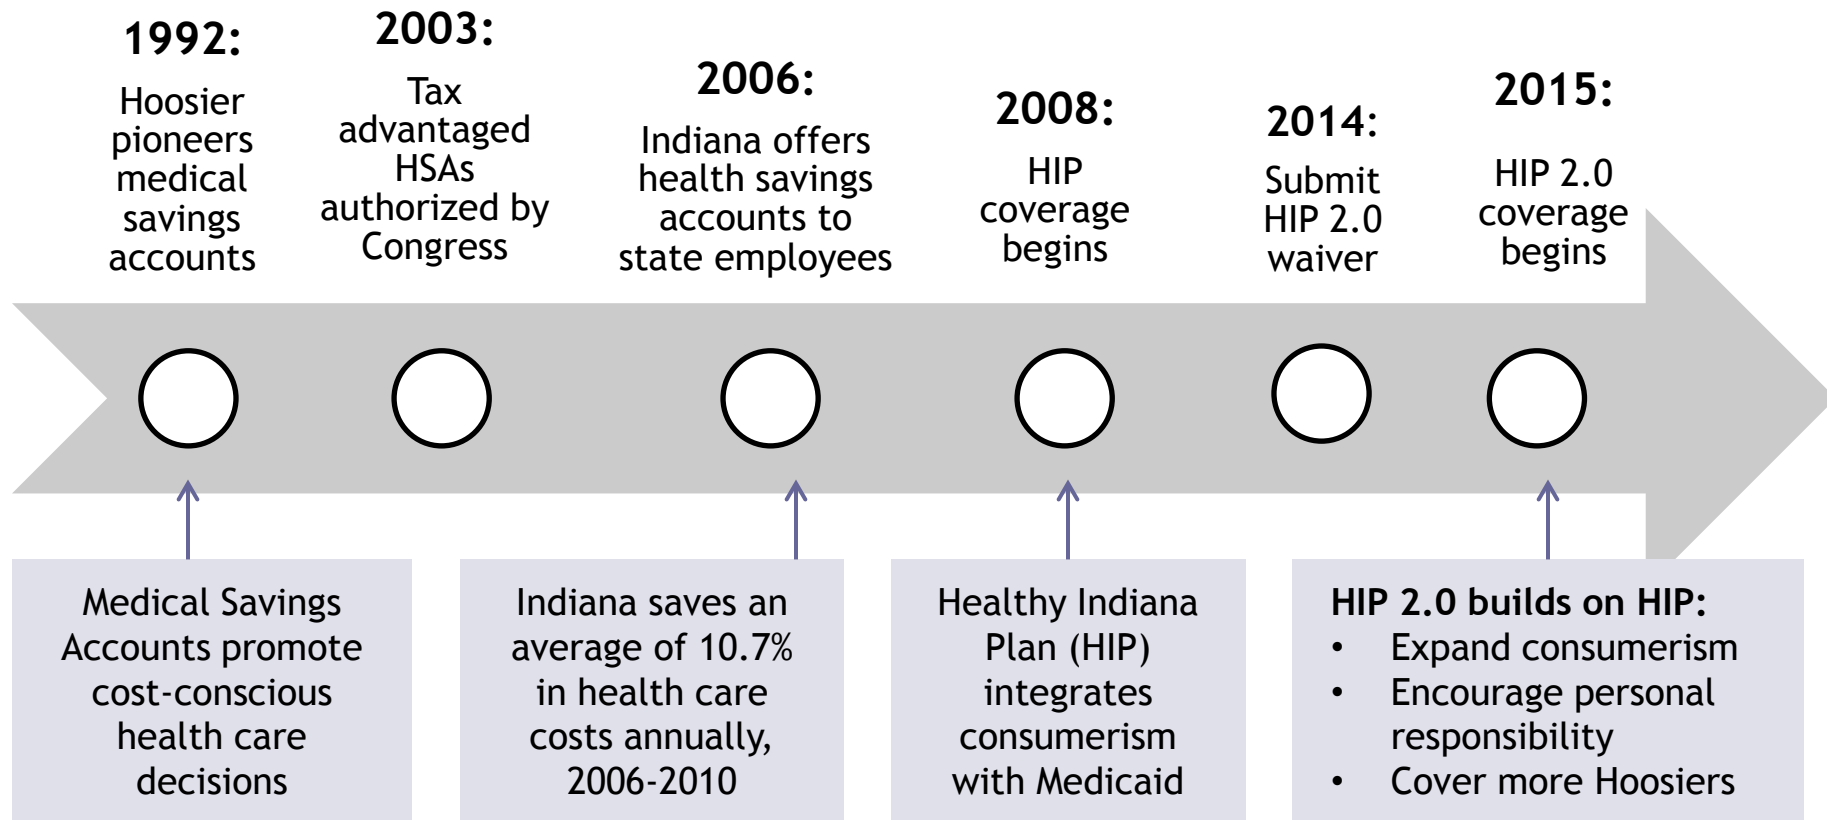 1992:
Hoosier
pioneers
medical
savings
accounts
2003:
Tax
advantaged
HSAs
authorized by
Congress
2006:
Indiana offers
health savings
accounts to
state employees
2008:
HIP
coverage
begins
2014:
Submit
HIP 2.0
waiver
2015:
HIP 2.0
coverage
begins
Medical Savings
Accounts promote
cost-conscious
health care
decisions
Indiana saves an
average of 10.7%
in health care
costs annually,
2006-2010
Healthy Indiana
Plan (HIP)
integrates
consumerism
with Medicaid
HIP 2.0 builds on HIP:
• Expand consumerism
• Encourage personal
responsibility
• Cover more Hoosiers